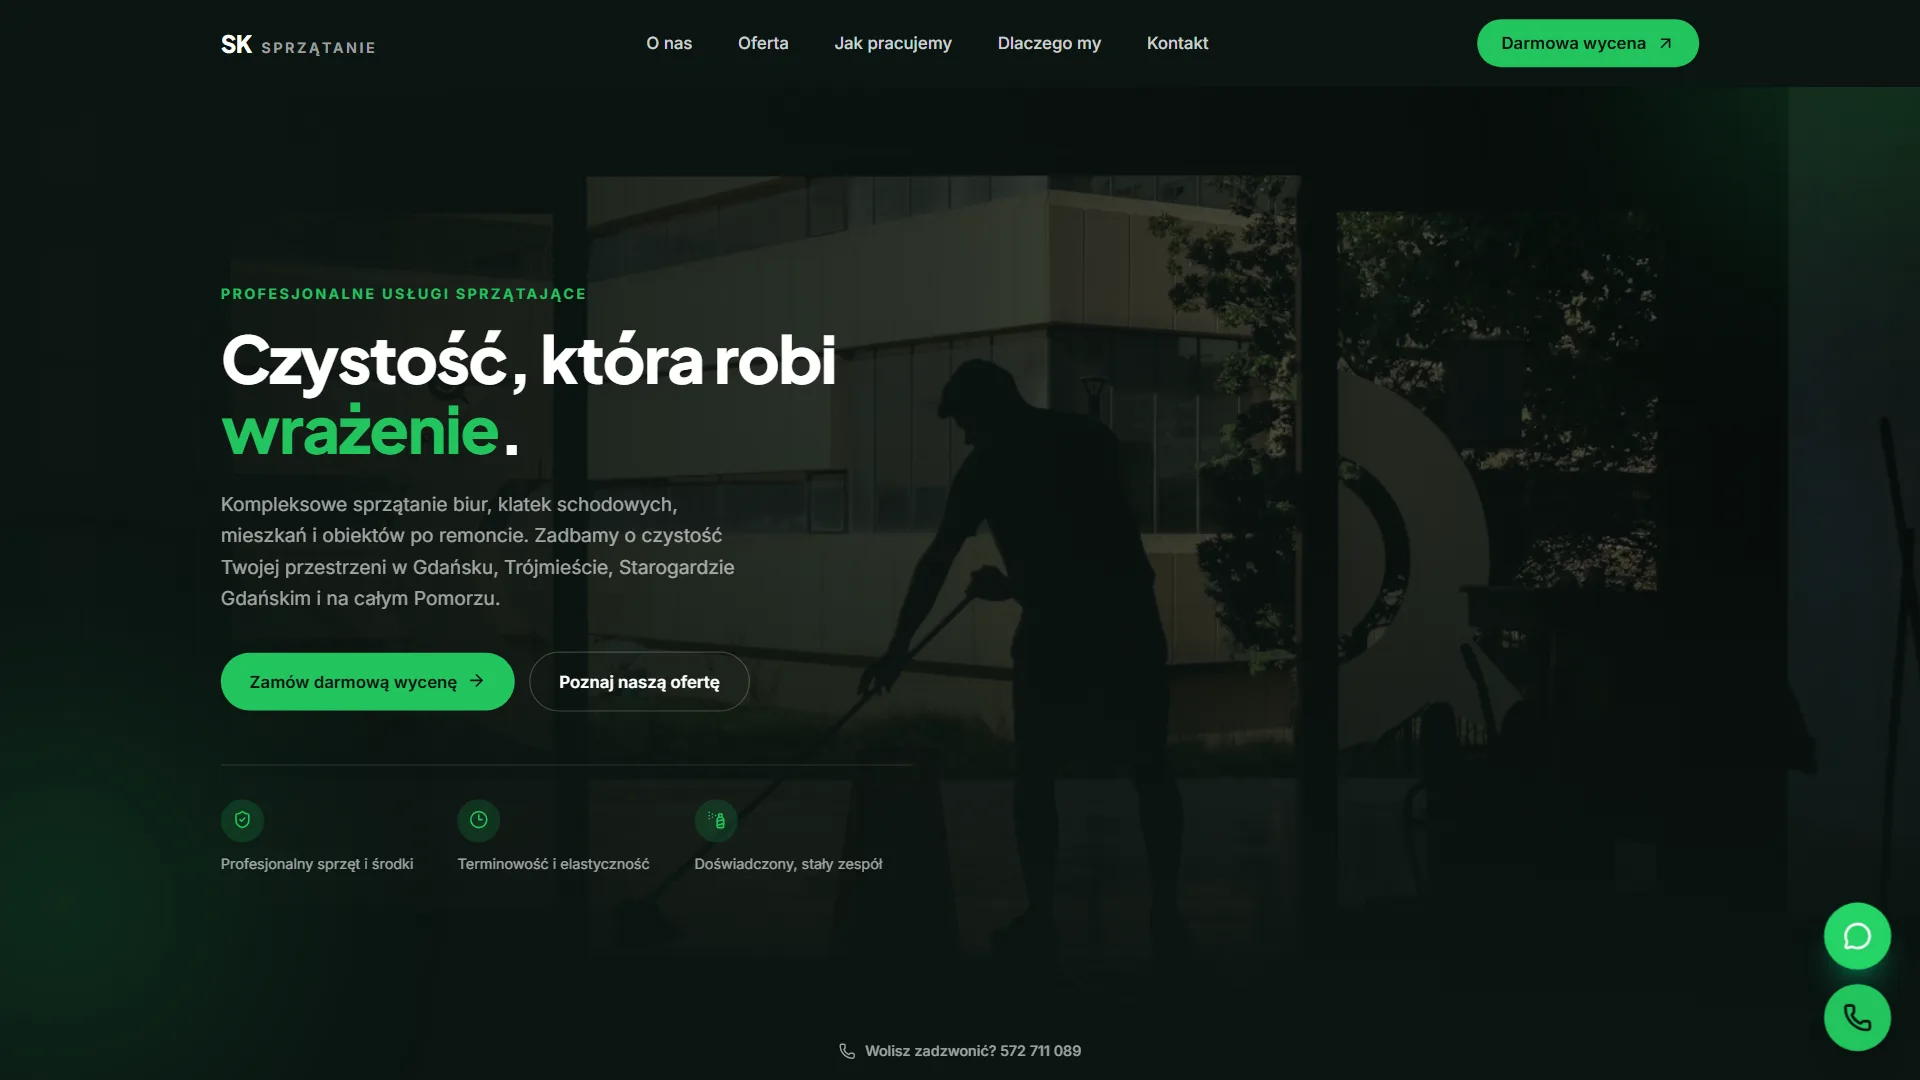 SK SPRZĄTANIE
O nas
Oferta
Jak pracujemy
Dlaczego my
Kontakt
Darmowa wycena
PROFESJONALNE USŁUGI SPRZĄTAJĄCE
Czystość, która robi
wrażenie.
Kompleksowe sprzątanie biur, klatek schodowych,
mieszkań i obiektów po remoncie. Zadbamy o czystość
Twojej przestrzeni w Gdańsku, Trójmieście, Starogardzie
Gdańskim i na całym Pomorzu.
Zamów darmową wycenę
Poznaj naszą ofertę
Profesjonalny sprzęt i środki
Terminowość i elastyczność
Doświadczony, stały zespół
Wolisz zadzwonić? 572 711 089